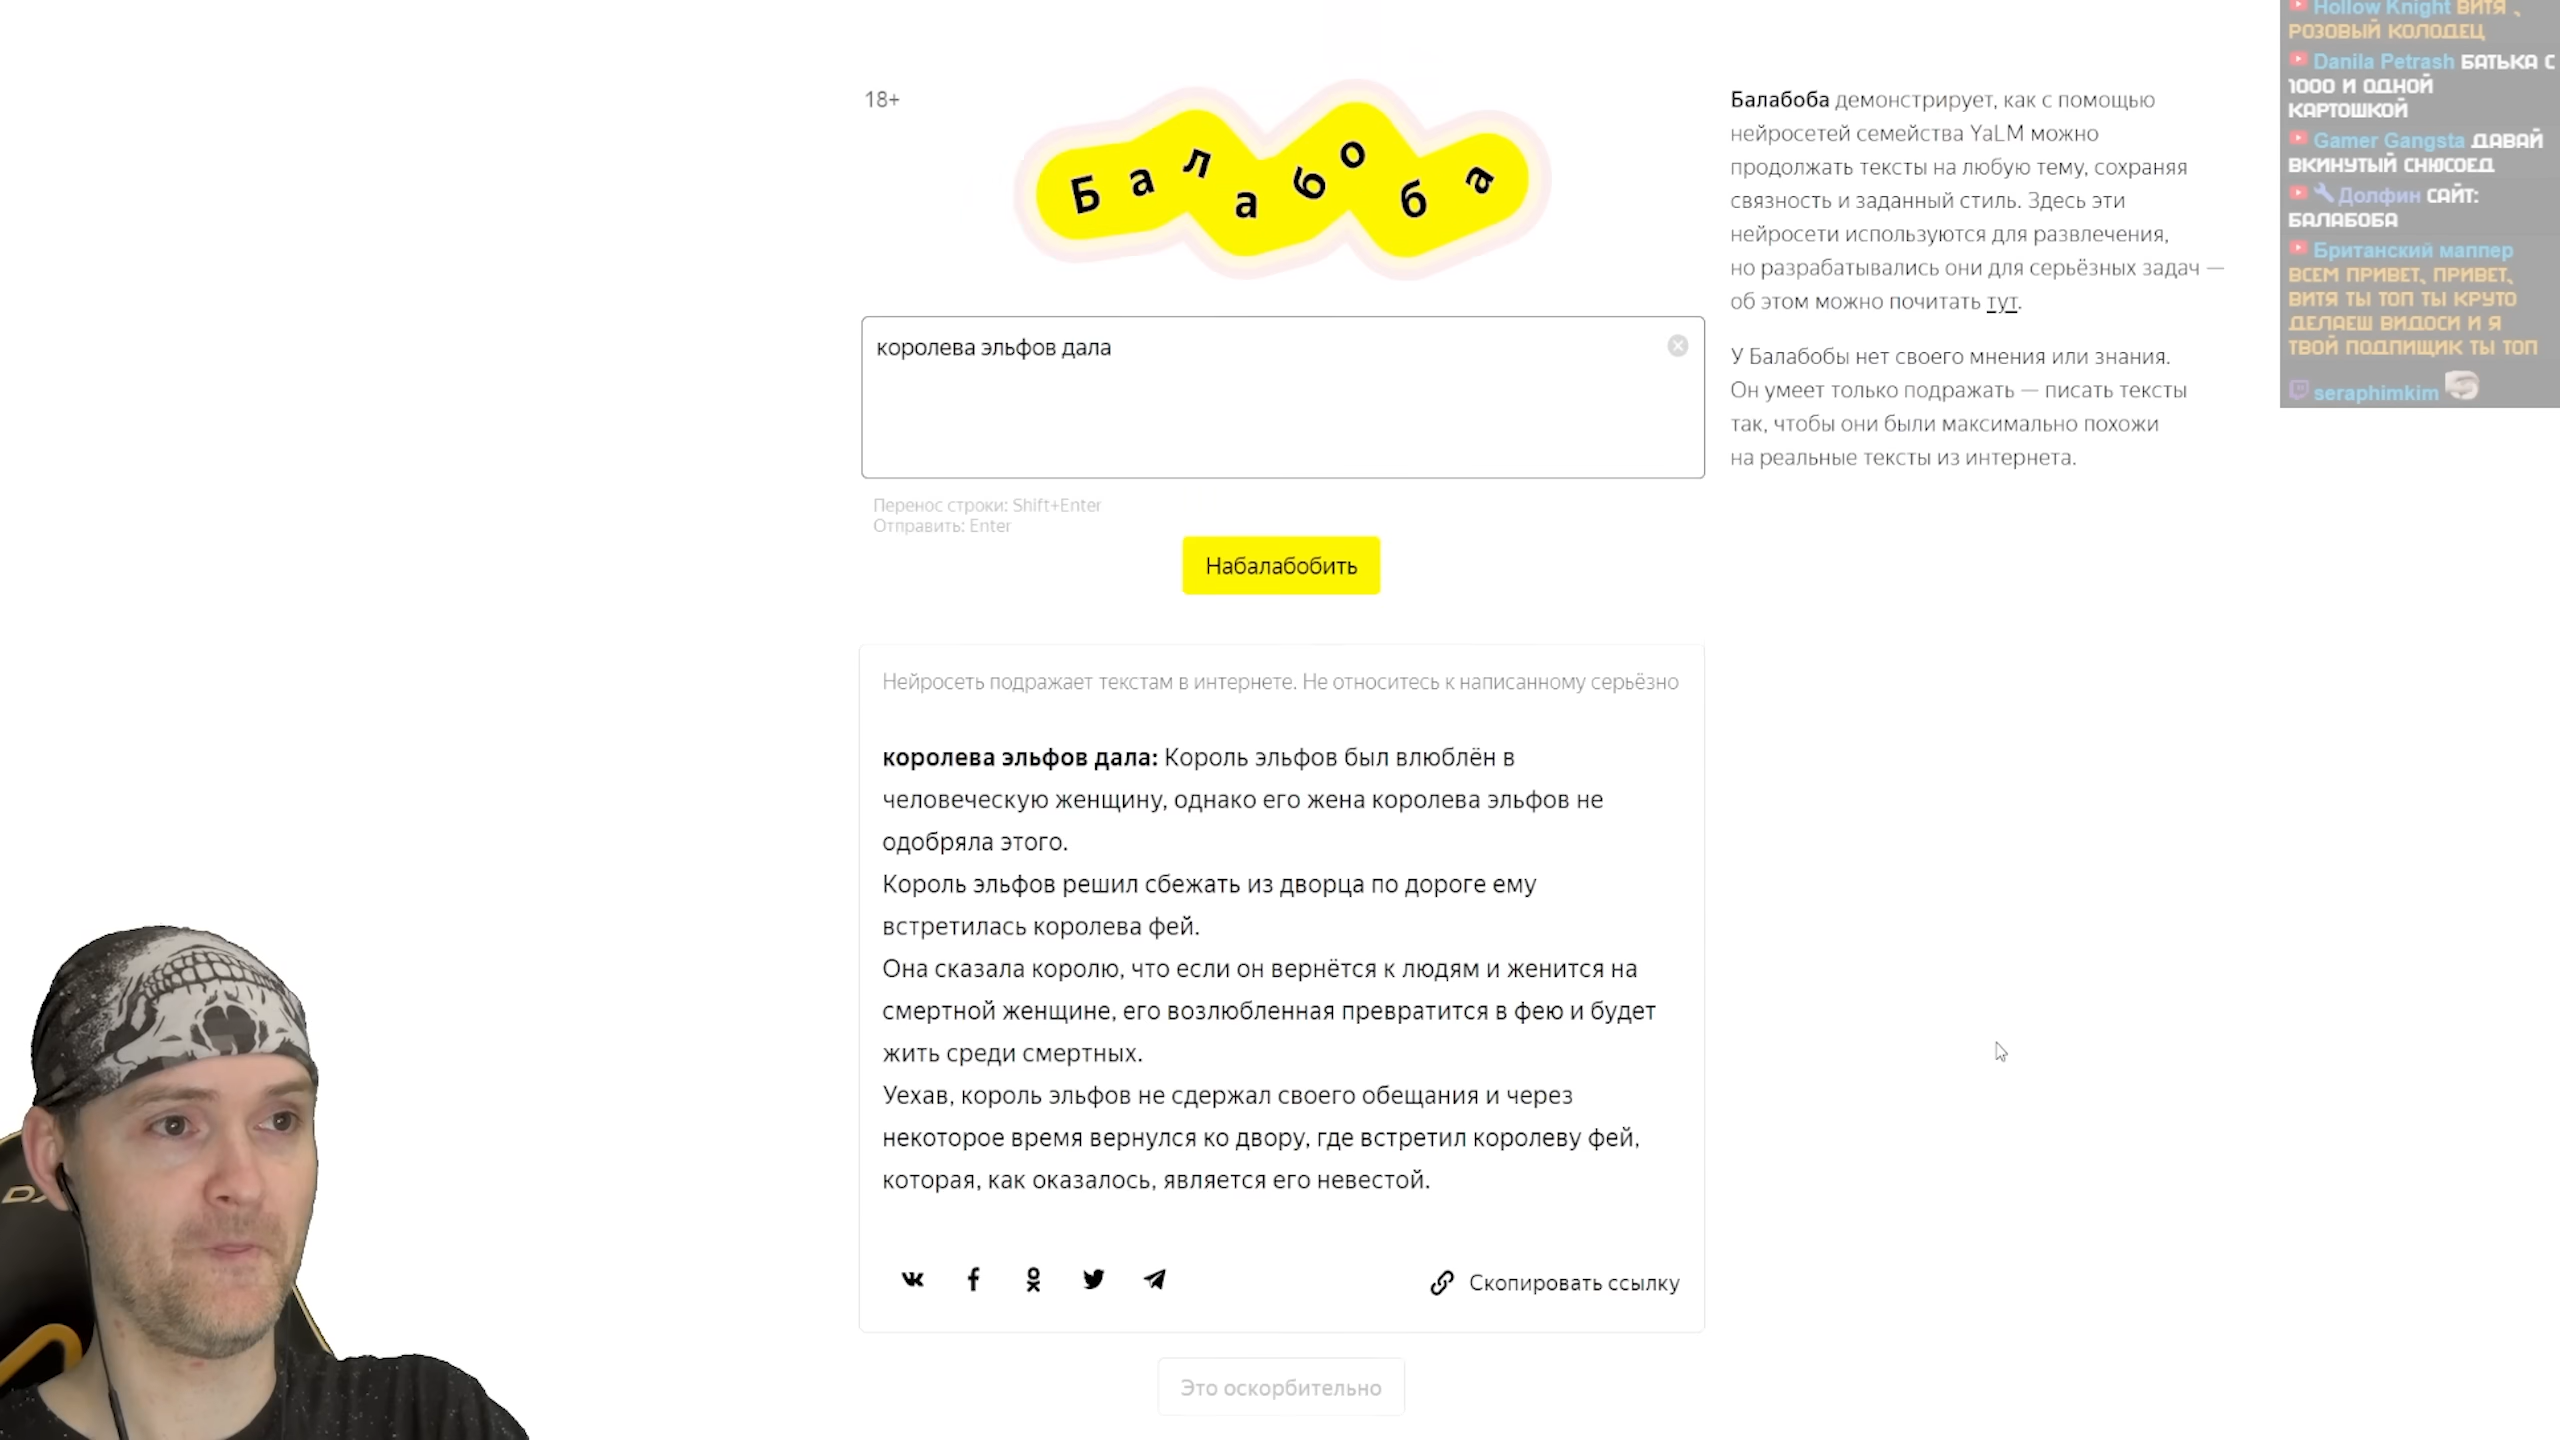 18+
Балабоба
королева эльфов дала
Перенос строки: Shift+Enter
Отправить: Enter
Набалабобить
Нейросеть подражает текстам в интернете. Не относитесь к написанному серьёзно
королева эльфов дала: Король эльфов был влюблён в
человеческую женщину, однако его жена королева эльфов не
одобряла этого.
Король эльфов решил сбежать из дворца по дороге ему
встретилась королева фей.
Она сказала королю, что если он вернётся к людям и женится на
смертной женщине, его возлюбленная превратится в фею и будет
жить среди смертных.
Уехав, король эльфов не сдержал своего обещания и через
некоторое время вернулся ко двору, где встретил королеву фей,
которая, как оказалось, является его невестой.
Скопировать ссылку
Это оскорбительно
Балабоба демонстрирует, как с помощью
нейросетей семейства YaLM можно
продолжать тексты на любую тему, сохраняя
связность и заданный стиль. Здесь эти
нейросети используются для развлечения,
но разрабатывались они для серьёзных задач —
об этом можно почитать тут.
У Балабобы нет своего мнения или знания.
Он умеет только подражать — писать тексты
так, чтобы они были максимально похожи
на реальные тексты из интернета.
Hollow Knight ВИТЯ ,
РОЗОВЫЙ КОЛОДЕЦ
Danila Petrash БАТЬКА С
1000 И ОДНОЙ
КАРТОШКОЙ
Gamer Gangsta ДАВАЙ
ВКИНУТЫЙ СНЮСОЕД
Долфин САЙТ:
БАЛАБОБА
Британский маппер
ВСЕМ ПРИВЕТ, ПРИВЕТ,
ВИТЯ ТЫ ТОП ТЫ КРУТО
ДЕЛАЕШ ВИДОСИ И Я
ТВОЙ ПОДПИЩИК ТЫ ТОП
seraphimkim